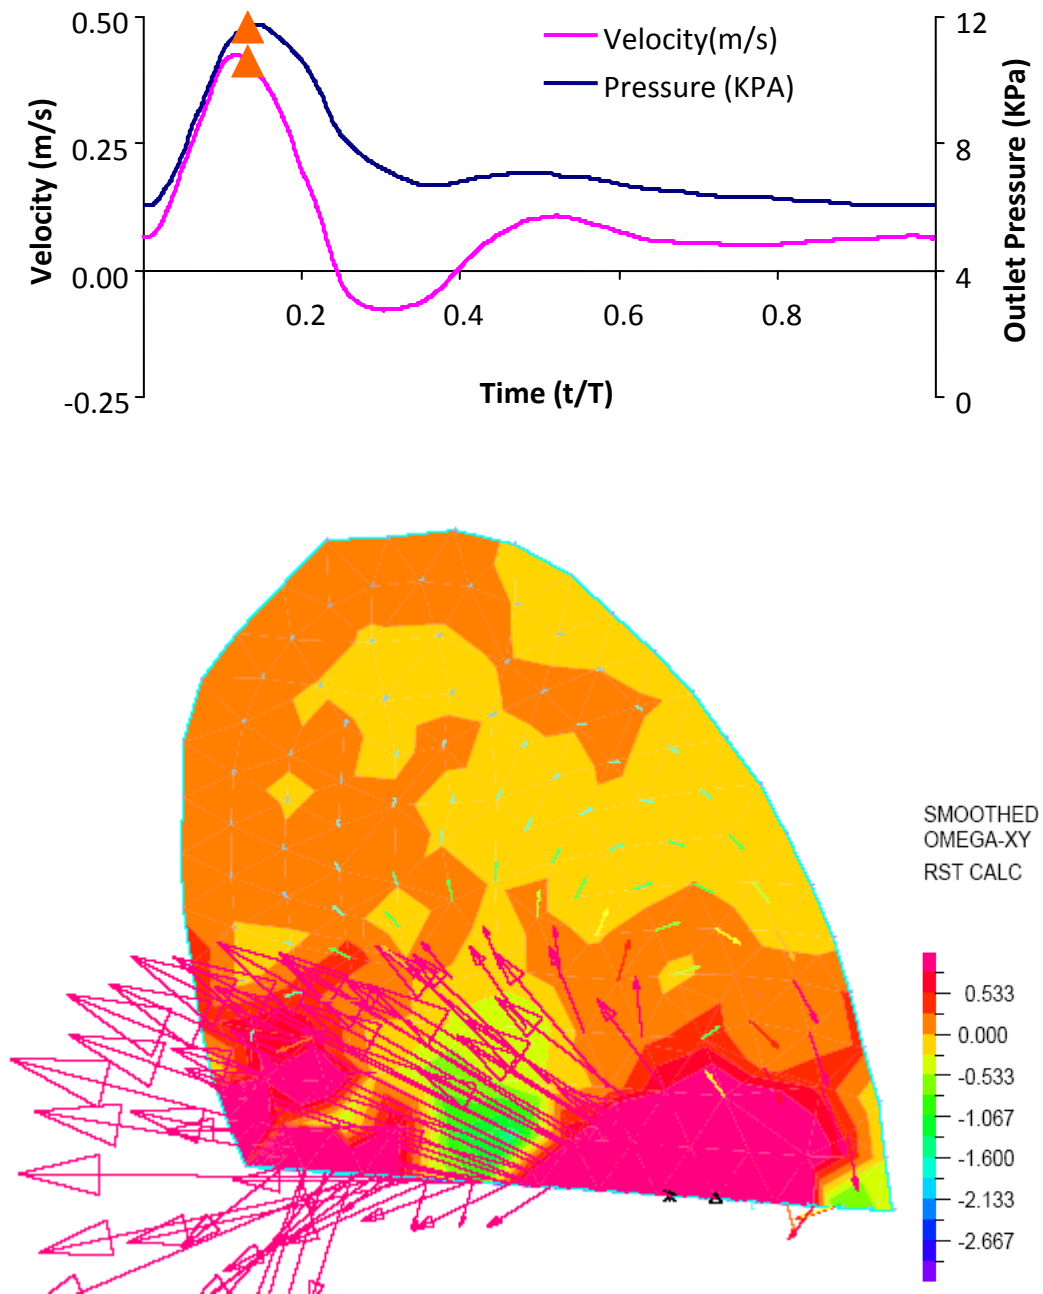 0.50
12
Velocity(m/s)
Pressure (KPA)
0.25
8
Velocity (m/s)
Outlet Pressure (KPa)
0.00
4
0.2
0.4
0.6
0.8
-0.25
Time (t/T)
0
SMOOTHED
OMEGA-XY
RST CALC
0.533
0.000
-0.533
-1.067
-1.600
-2.133
-2.667